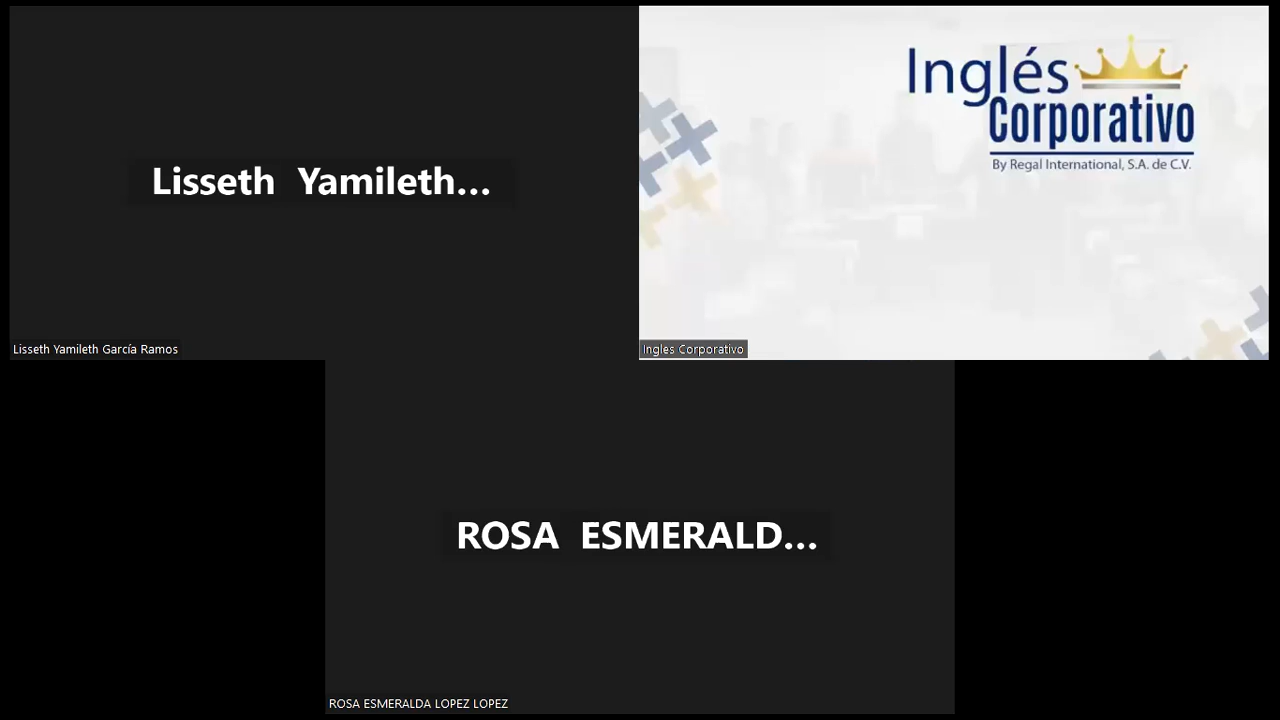 Lisseth Yamileth...
Lisseth Yamileth García Ramos
Inglés
Corporativo
By Regal International, S.A. de C.V.
Ingles Corporativo
ROSA ESMERALD...
ROSA ESMERALDA LOPEZ LOPEZ